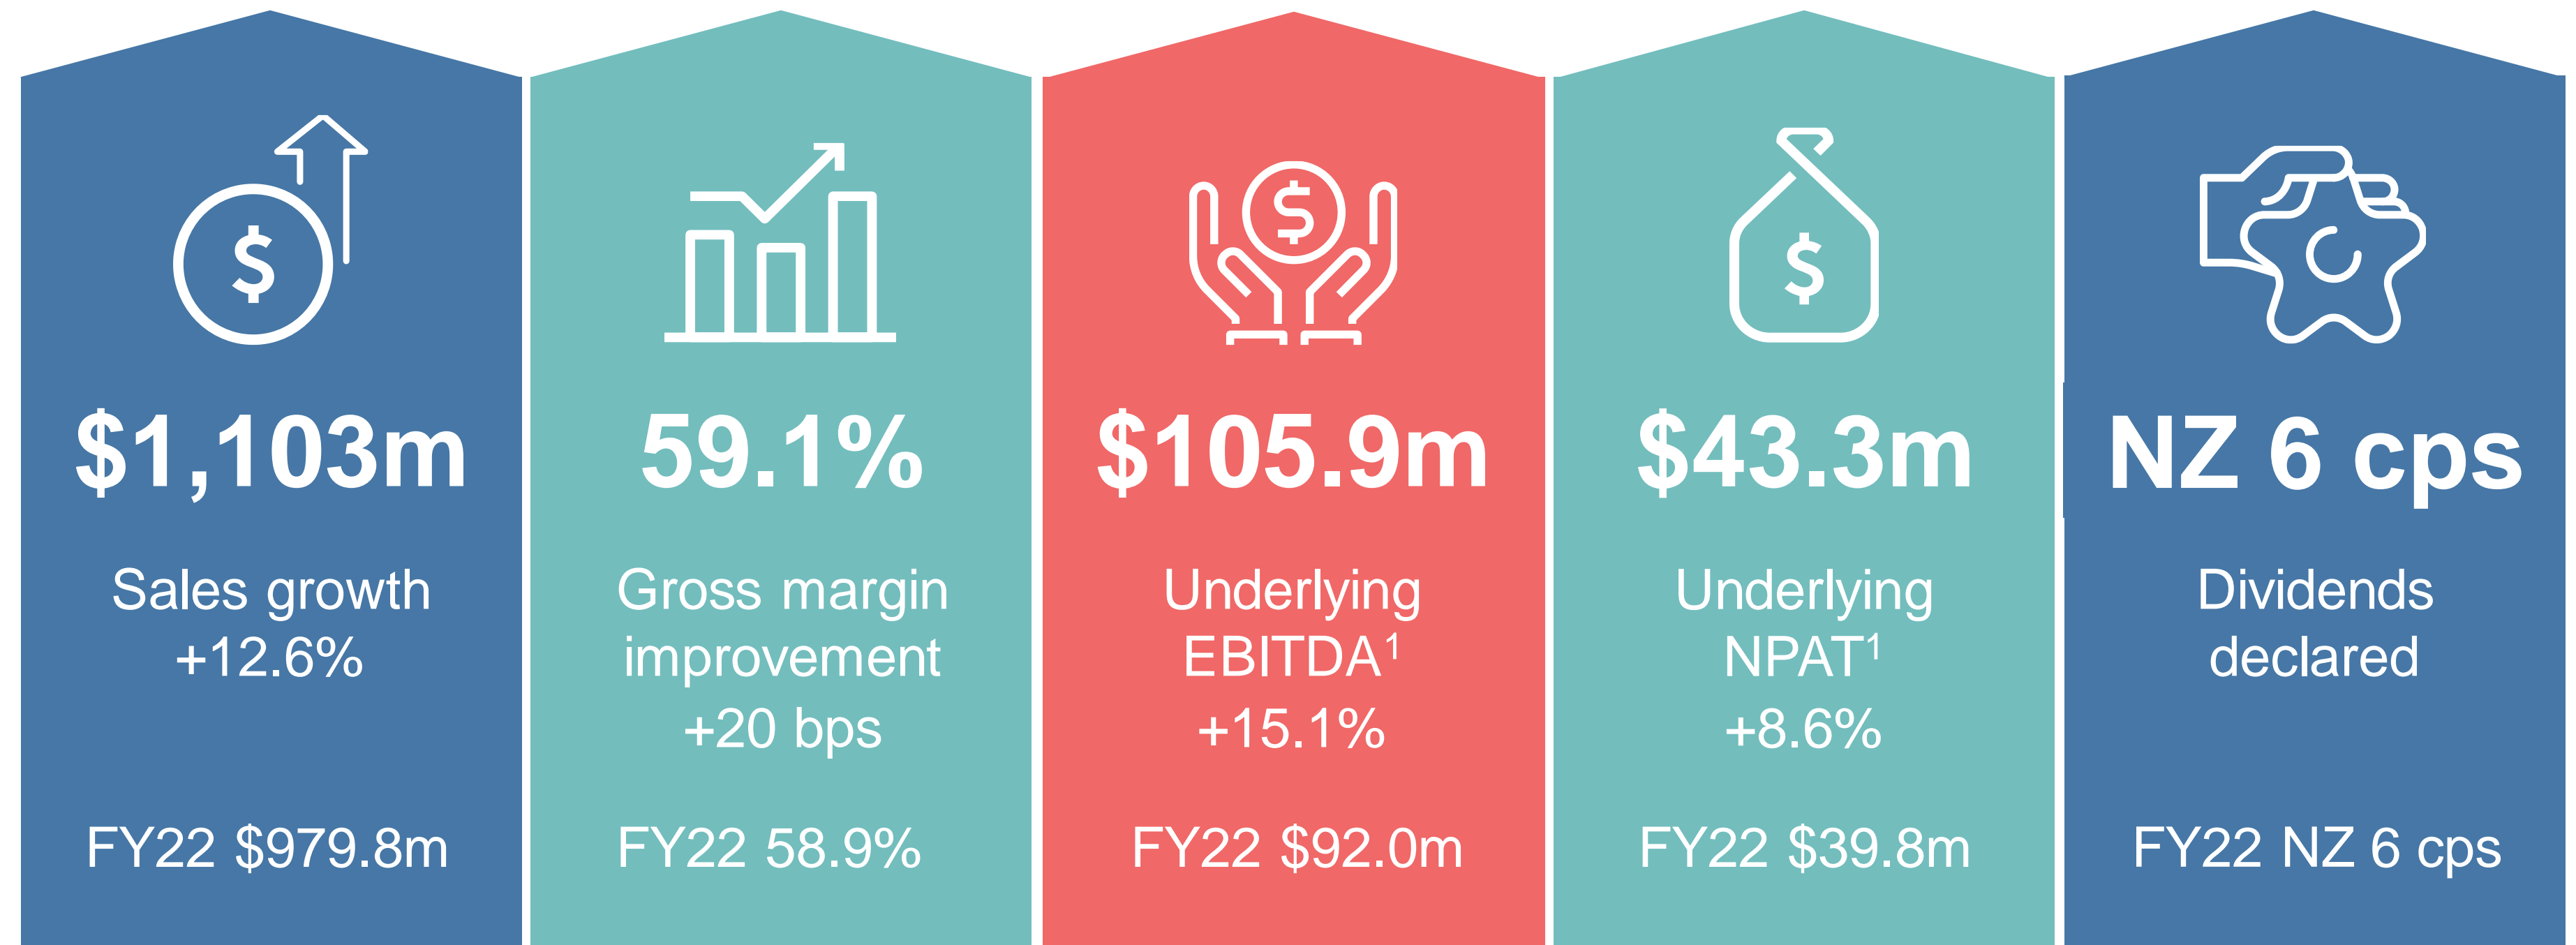 $1,103m
Sales growth
+12.6%
FY22 $979.8m
59.1%
Gross margin
improvement
+20 bps
FY22 58.9%
$105.9m
Underlying
EBITDA¹
+15.1%
FY22 $92.0m
$43.3m
Underlying
NPAT¹
+8.6%
FY22 $39.8m
NZ 6 cps
Dividends
declared
FY22 NZ 6 cps